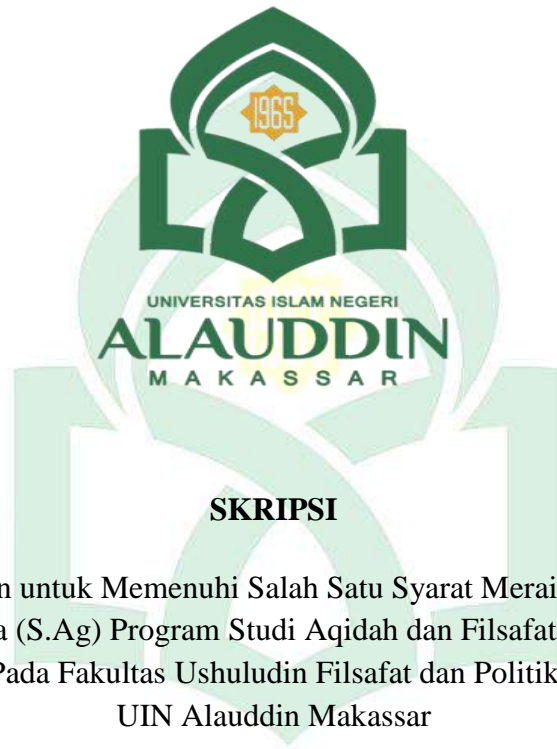 1965
UNIVERSITAS ISLAM NEGERI
ALAUDDIN
MAKASSAR
SKRIPSI
n untuk Memenuhi Salah Satu Syarat Merai
a (S.Ag) Program Studi Aqidah dan Filsafat
Pada Fakultas Ushuludin Filsafat dan Politik
UIN Alauddin Makassar